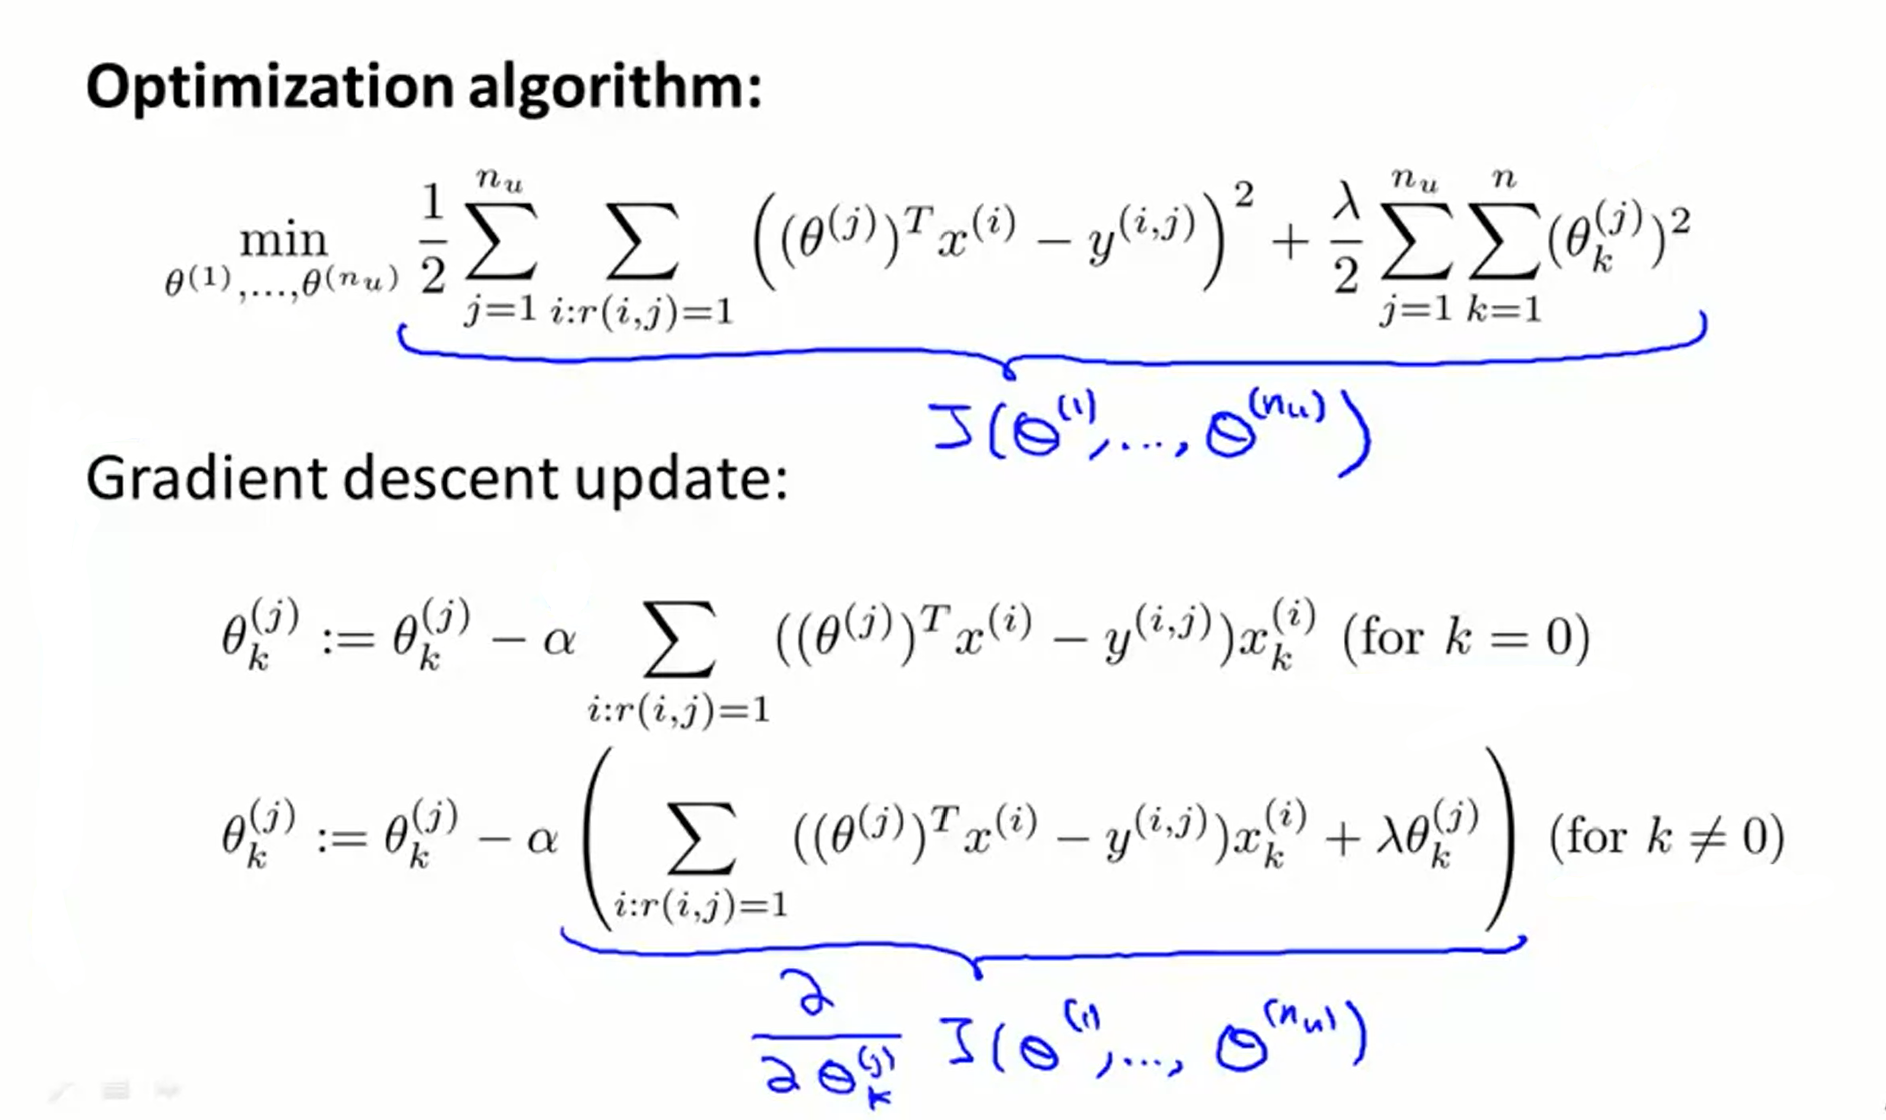 Optimization algorithm:
$\min_{\theta^{(1)},\ldots,\theta^{(n_u)}} \frac{1}{2} \sum_{j=1}^{n_u} \sum_{i:r(i,j)=1} \left( (\theta^{(j)})^T x^{(i)} - y^{(i,j)} \right)^2 + \frac{\lambda}{2} \sum_{j=1}^{n_u} \sum_{k=1}^{n} (\theta_k^{(j)})^2$
$J(\theta^{(1)},\ldots,\theta^{(n_u)})$
Gradient descent update:
$\theta_k^{(j)} := \theta_k^{(j)} - \alpha \sum_{i:r(i,j)=1} ((\theta^{(j)})^T x^{(i)} - y^{(i,j)}) x_k^{(i)}$ (for $k = 0$)
$\theta_k^{(j)} := \theta_k^{(j)} - \alpha \left( \sum_{i:r(i,j)=1} ((\theta^{(j)})^T x^{(i)} - y^{(i,j)}) x_k^{(i)} + \lambda \theta_k^{(j)} \right)$ (for $k \neq 0$)
$\frac{\partial}{\partial \theta_k^{(j)}} J(\theta^{(1)},\ldots,\theta^{(n_u)})$